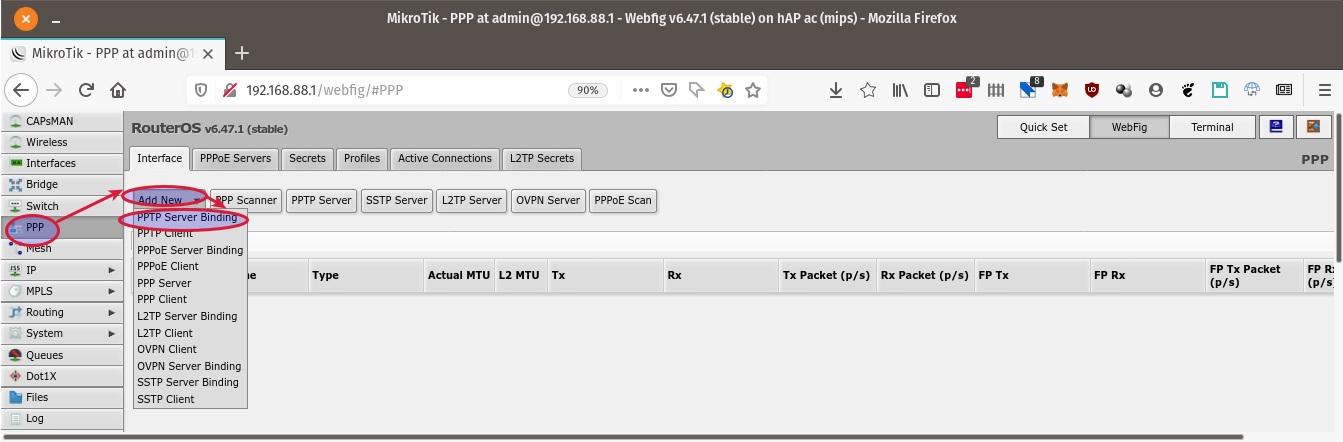 MikroTik - PPP at admin@192.168.88.1 - Webfig v6.47.1 (stable) on hAP ac (mips) - Mozilla Firefox
MikroTik - PPP at admin@1
192.168.88.1/webfig/#PPP
90%
2
8
CAPsMAN
Wireless
Interfaces
Bridge
Switch
PPP
Mesh
IP
MPLS
Routing
System
Queues
Dot1X
Files
Log
RouterOS v6.47.1 (stable)
Quick Set WebFig Terminal
Interface PPPoE Servers Secrets Profiles Active Connections L2TP Secrets
PPP
Add New PPP Scanner PPTP Server SSTP Server L2TP Server OVPN Server PPPoE Scan
PPTP Server Binding
PPTP Client
PPPoE Server Binding
PPPoE Client
PPP Server
PPP Client
L2TP Server Binding
L2TP Client
OVPN Client
OVPN Server Binding
SSTP Server Binding
SSTP Client
Type Actual MTU L2 MTU Tx Rx Tx Packet (p/s) Rx Packet (p/s) FP Tx FP Rx FP Tx Packet (p/s)